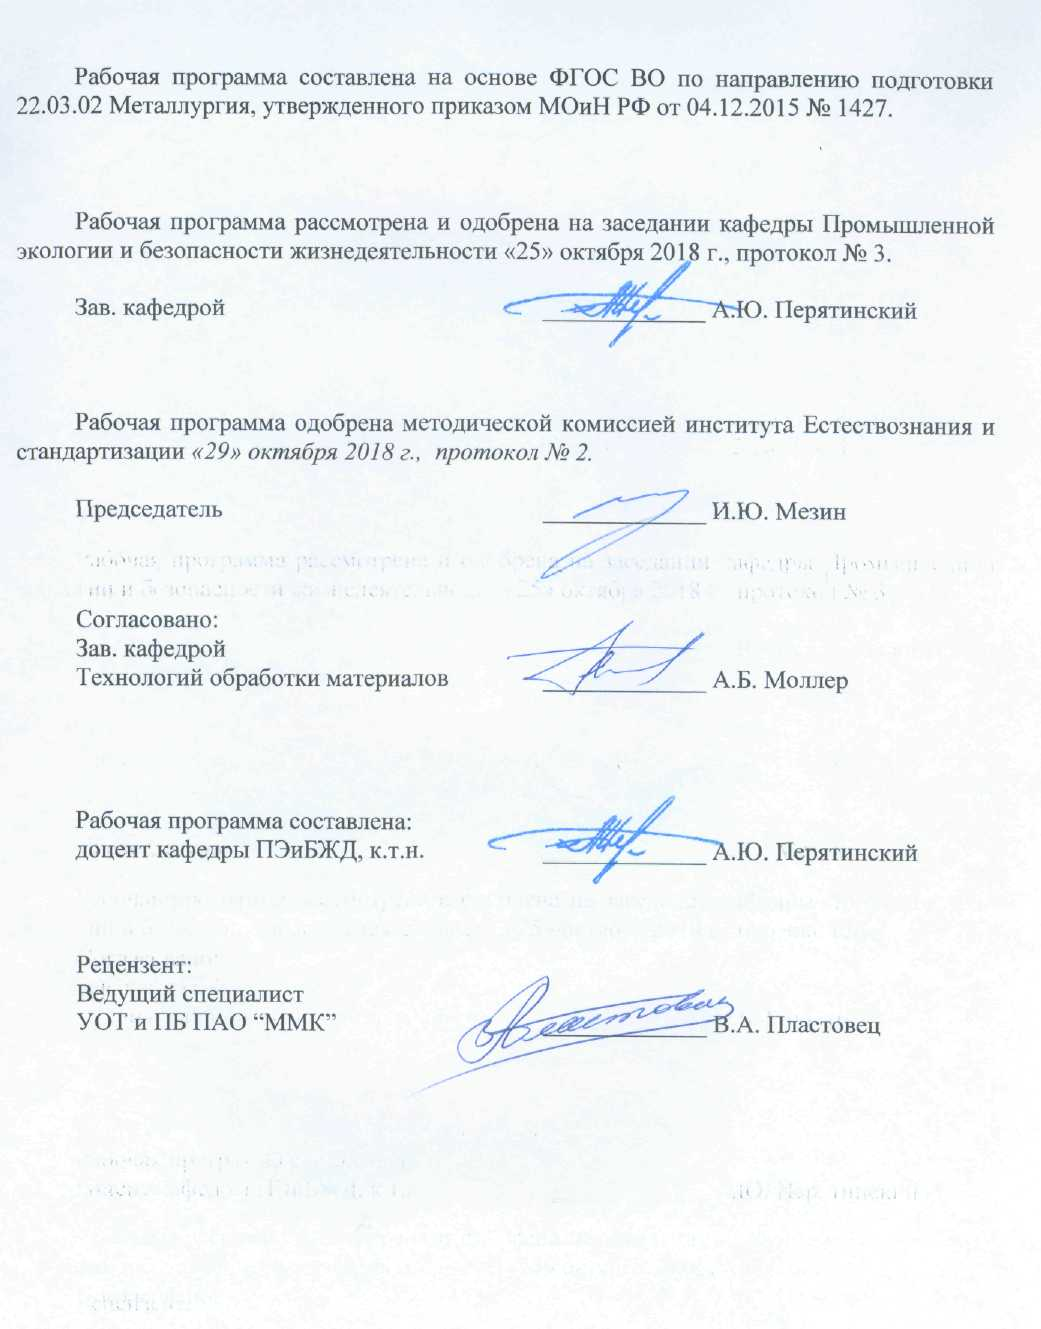 Рабочая программа составлена на основе ФГОС ВО по направлению подготовки
22.03.02 Металлургия, утвержденного приказом МОиН РФ от 04.12.2015 № 1427.
Рабочая программа рассмотрена и одобрена на заседании кафедры Промышленной
экологии и безопасности жизнедеятельности «25» октября 2018 г., протокол № 3.
Зав. кафедрой А.Ю. Перятинский
Рабочая программа одобрена методической комиссией института Естествознания и
стандартизации «29» октября 2018 г., протокол № 2.
Председатель И.Ю. Мезин
Согласовано:
Зав. кафедрой
Технологий обработки материалов А.Б. Моллер
Рабочая программа составлена:
доцент кафедры ПЭиБЖД, к.т.н. А.Ю. Перятинский
Рецензент:
Ведущий специалист
УОТ и ПБ ПАО “ММК” В.А. Пластовец